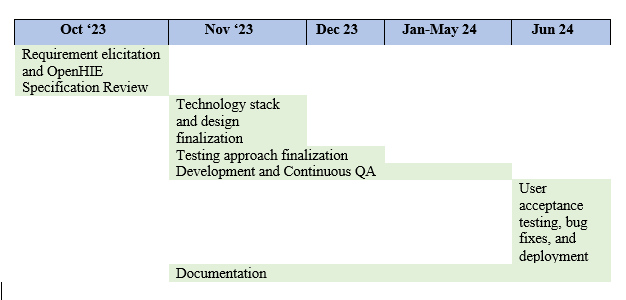 Oct ‘23 Nov ‘23 Dec 23 Jan-May 24 Jun 24
Requirement elicitation
and OpenHIE
Specification Review
Technology stack
and design
finalization
Testing approach finalization
Development and Continuous QA
User
acceptance
testing, bug
fixes, and
deployment
Documentation